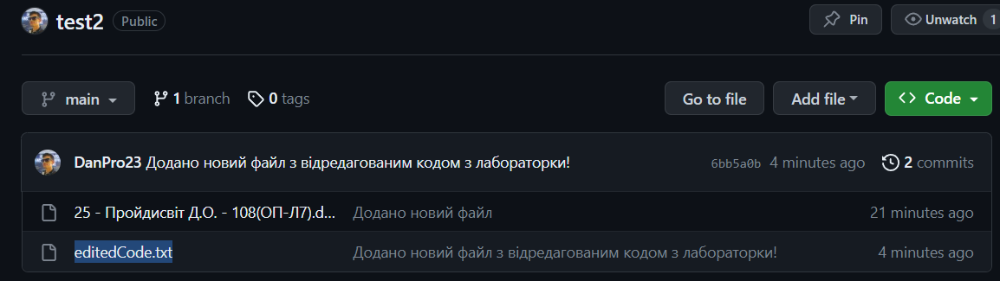 test2 Public Pin Unwatch 1
main 1 branch 0 tags Go to file Add file Code
DanPro23 Додано новий файл з відредагованим кодом з лабораторки! 6bb5a0b 4 minutes ago 2 commits
25 - Пройдисвіт Д.О. - 108(ОП-Л7).d... Додано новий файл 21 minutes ago
editedCode.txt Додано новий файл з відредагованим кодом з лабораторки! 4 minutes ago